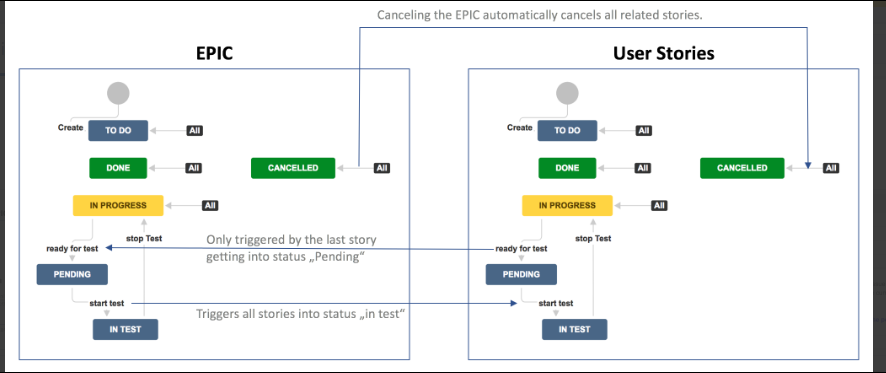 Canceling the EPIC automatically cancels all related stories.
EPIC
User Stories
Create
TO DO
All
DONE
All
CANCELLED
All
IN PROGRESS
All
stop Test
ready for test
PENDING
start test
IN TEST
Only triggered by the last story
getting into status „Pending“
Triggers all stories into status „in test“
Create
TO DO
All
DONE
All
CANCELLED
All
IN PROGRESS
All
stop Test
ready for test
PENDING
start test
IN TEST